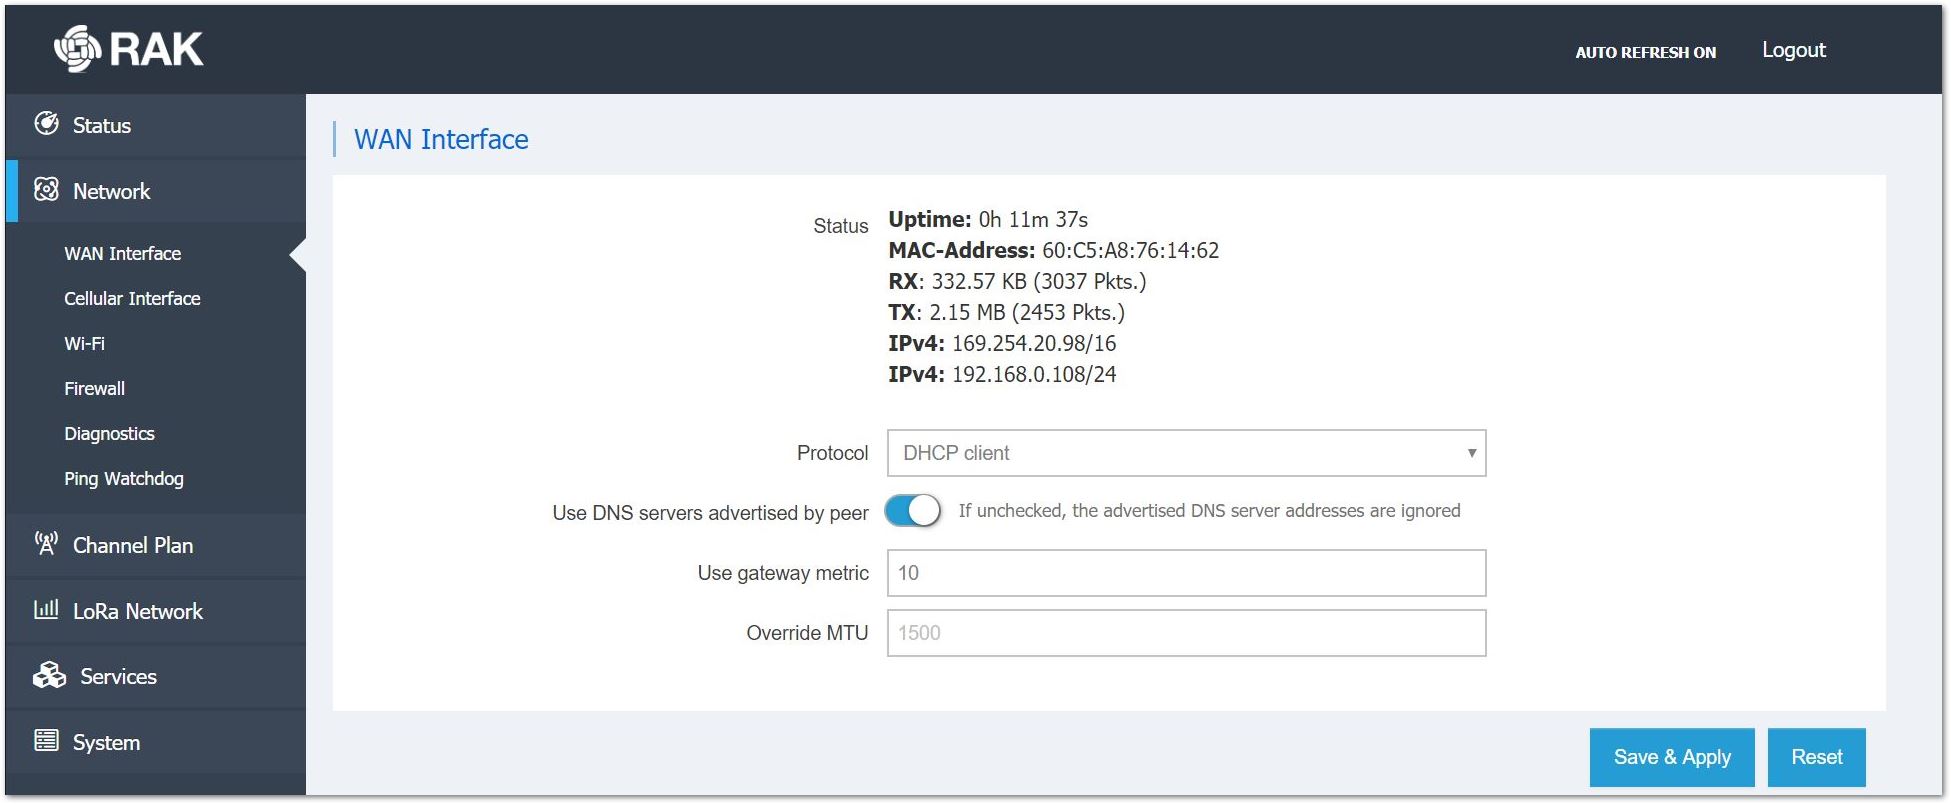 RAK
AUTO REFRESH ON
Logout
Status
Network
WAN Interface
Cellular Interface
Wi-Fi
Firewall
Diagnostics
Ping Watchdog
Channel Plan
LoRa Network
Services
System
WAN Interface
Status
Uptime: 0h 11m 37s
MAC-Address: 60:C5:A8:76:14:62
RX: 332.57 KB (3037 Pkts.)
TX: 2.15 MB (2453 Pkts.)
IPv4: 169.254.20.98/16
IPv4: 192.168.0.108/24
Protocol DHCP client
Use DNS servers advertised by peer If unchecked, the advertised DNS server addresses are ignored
Use gateway metric 10
Override MTU 1500
Save & Apply
Reset